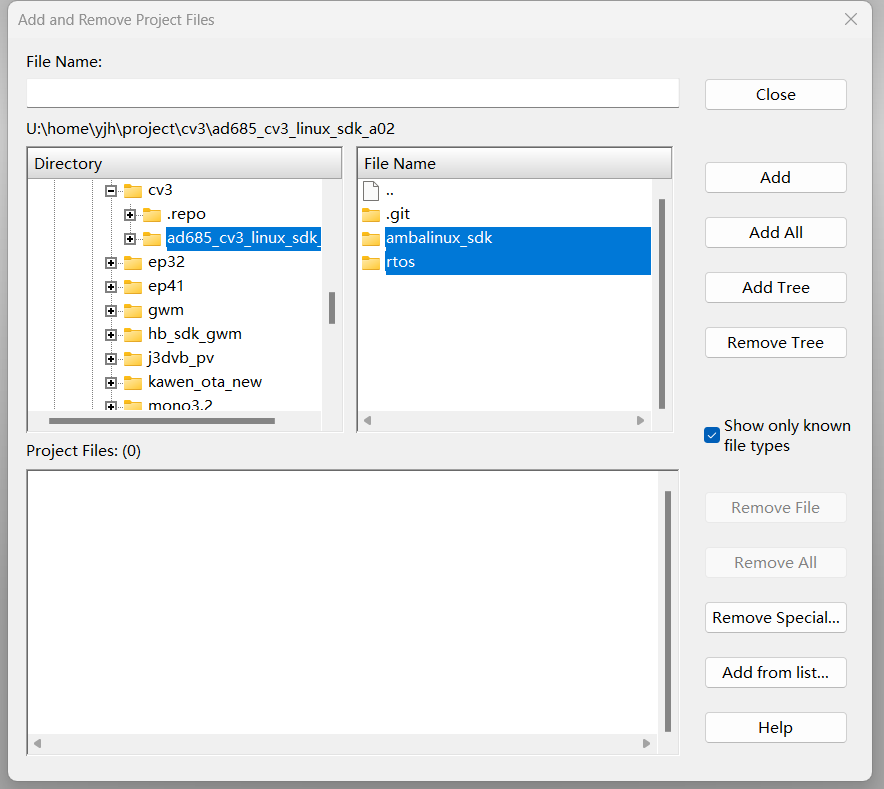 Add and Remove Project Files
File Name:
Close
U:\home\yjh\project\cv3\ad685_cv3_linux_sdk_a02
Directory
File Name
cv3
.repo
ad685_cv3_linux_sdk_
ep32
ep41
gwm
hb_sdk_gwm
j3dvb_pv
kawen_ota_new
mono3.2
..
.git
ambalinux_sdk
rtos
Add
Add All
Add Tree
Remove Tree
Show only known
file types
Project Files: (0)
Remove File
Remove All
Remove Special...
Add from list...
Help